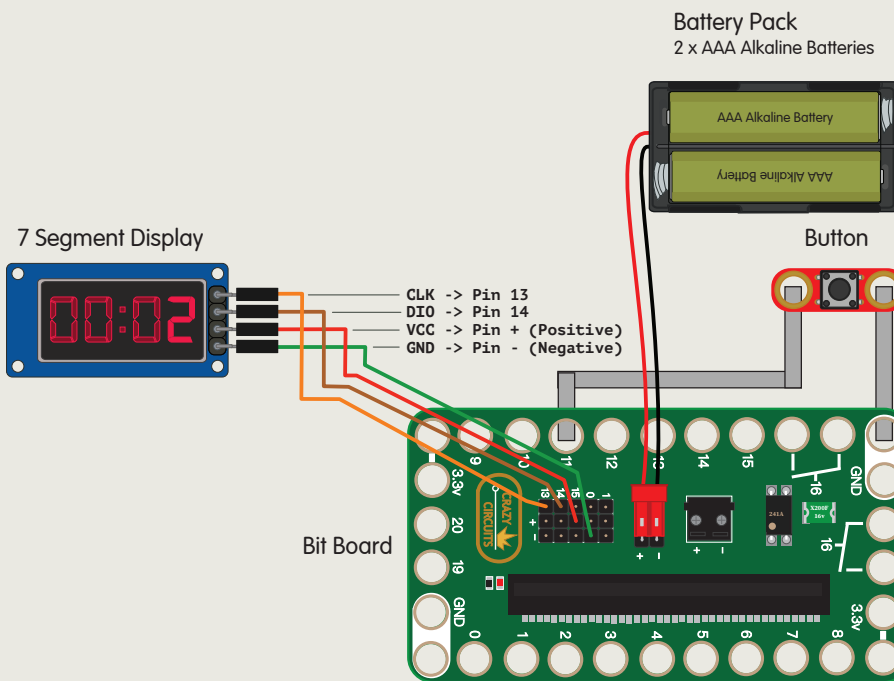 Battery Pack
2 x AAA Alkaline Batteries
AAA Alkaline Battery
AAA Alkaline Battery
7 Segment Display
Button
00:02
CLK -> Pin 13
DIO -> Pin 14
VCC -> Pin + (Positive)
GND -> Pin - (Negative)
9
10
11
12
13
14
15
16
GND
3.3v
20
19
GND
13
14
15
0
1
+
-
CRAZY
CIRCUITS
+ -
+ -
241A
X200F
16v
16
3.3v
Bit Board
0
1
2
3
4
5
6
7
8